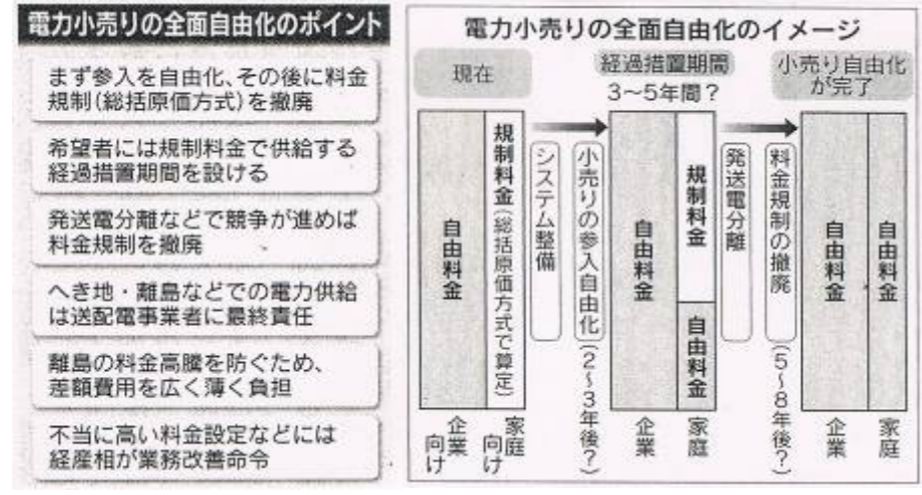 電力小売りの全面自由化のポイント
まず参入を自由化、その後に料金
規制(総括原価方式)を撤廃
希望者には規制料金で供給する
経過措置期間を設ける
発送電分離などで競争が進めば
料金規制を撤廃
へき地・離島などでの電力供給
は送配電事業者に最終責任
離島の料金高騰を防ぐため、
差額費用を広く薄く負担
不当に高い料金設定などには
経産相が業務改善命令
電力小売りの全面自由化のイメージ
現在
経過措置期間
3〜5年間?
小売り自由化
が完了
自由料金
規制料金(総括原価方式で算定)
システム整備
小売りの参入自由化(2〜3年後?)
自由料金
規制料金
自由料金
発送電分離
料金規制の撤廃(5〜8年後?)
自由料金
自由料金
企業
向け
家庭
向け
企業
家庭
企業
家庭